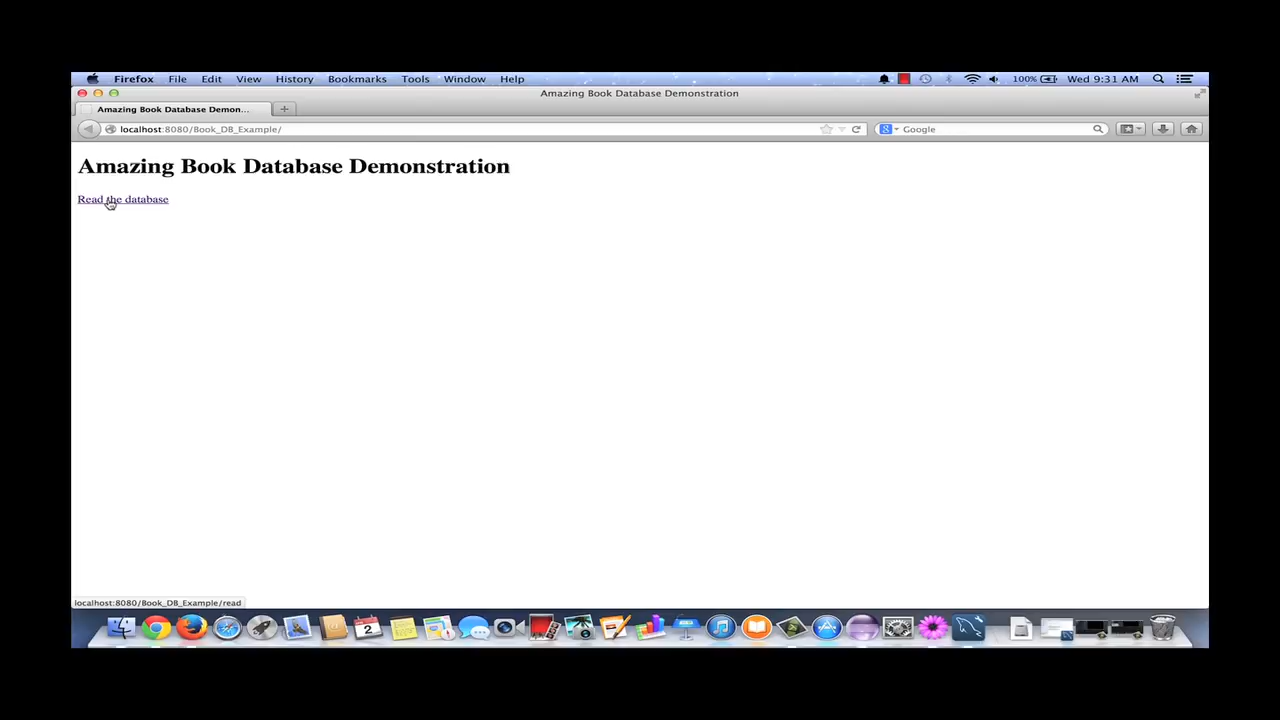 Firefox File Edit View History Bookmarks Tools Window Help 100% Wed 9:31 AM
Amazing Book Database Demonstration
Amazing Book Database Demon...
localhost:8080/Book_DB_Example/ Google
Amazing Book Database Demonstration
Read the database
localhost:8080/Book_DB_Example/read
2